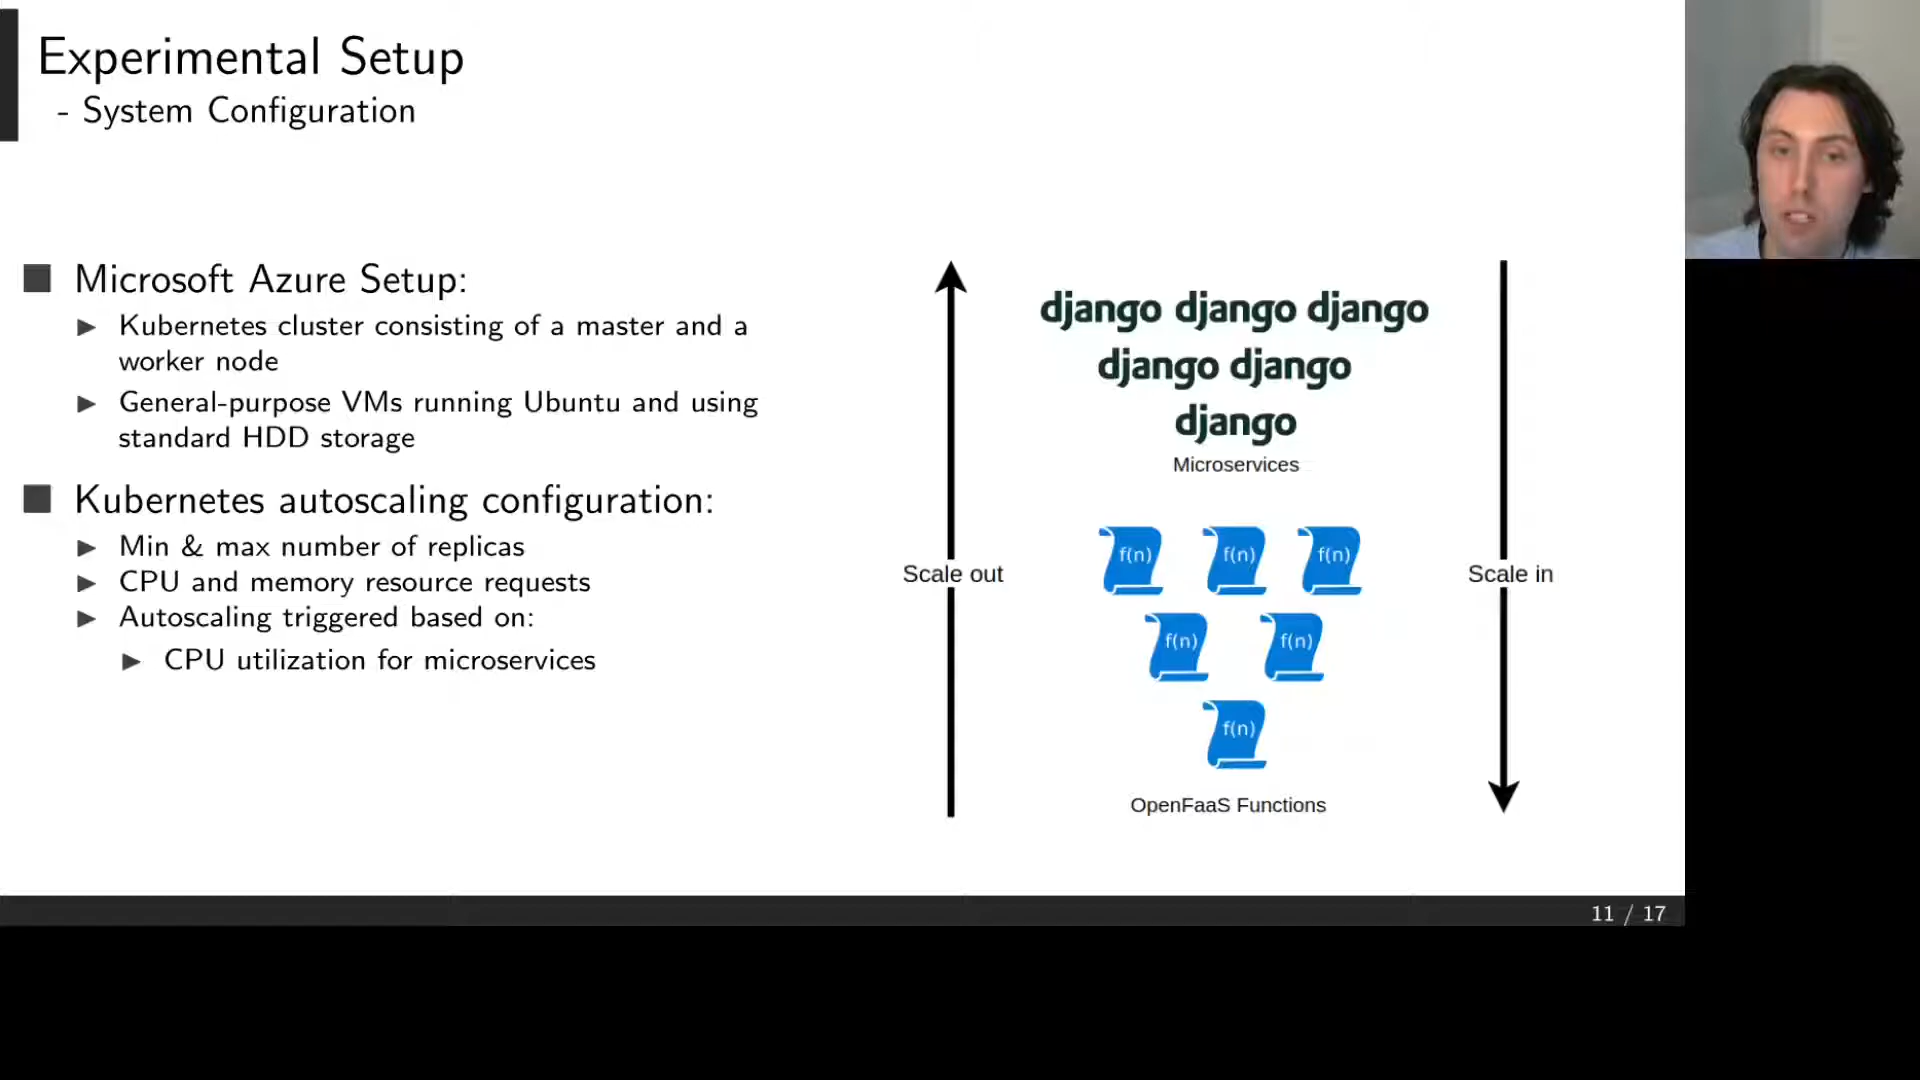 Experimental Setup
- System Configuration
Microsoft Azure Setup:
Kubernetes cluster consisting of a master and a
worker node
General-purpose VMs running Ubuntu and using
standard HDD storage
Kubernetes autoscaling configuration:
Min & max number of replicas
CPU and memory resource requests
Autoscaling triggered based on:
CPU utilization for microservices
Scale out
django django django
django django
django
Microservices
f(n) f(n) f(n)
f(n) f(n)
f(n)
OpenFaaS Functions
Scale in
11 / 17